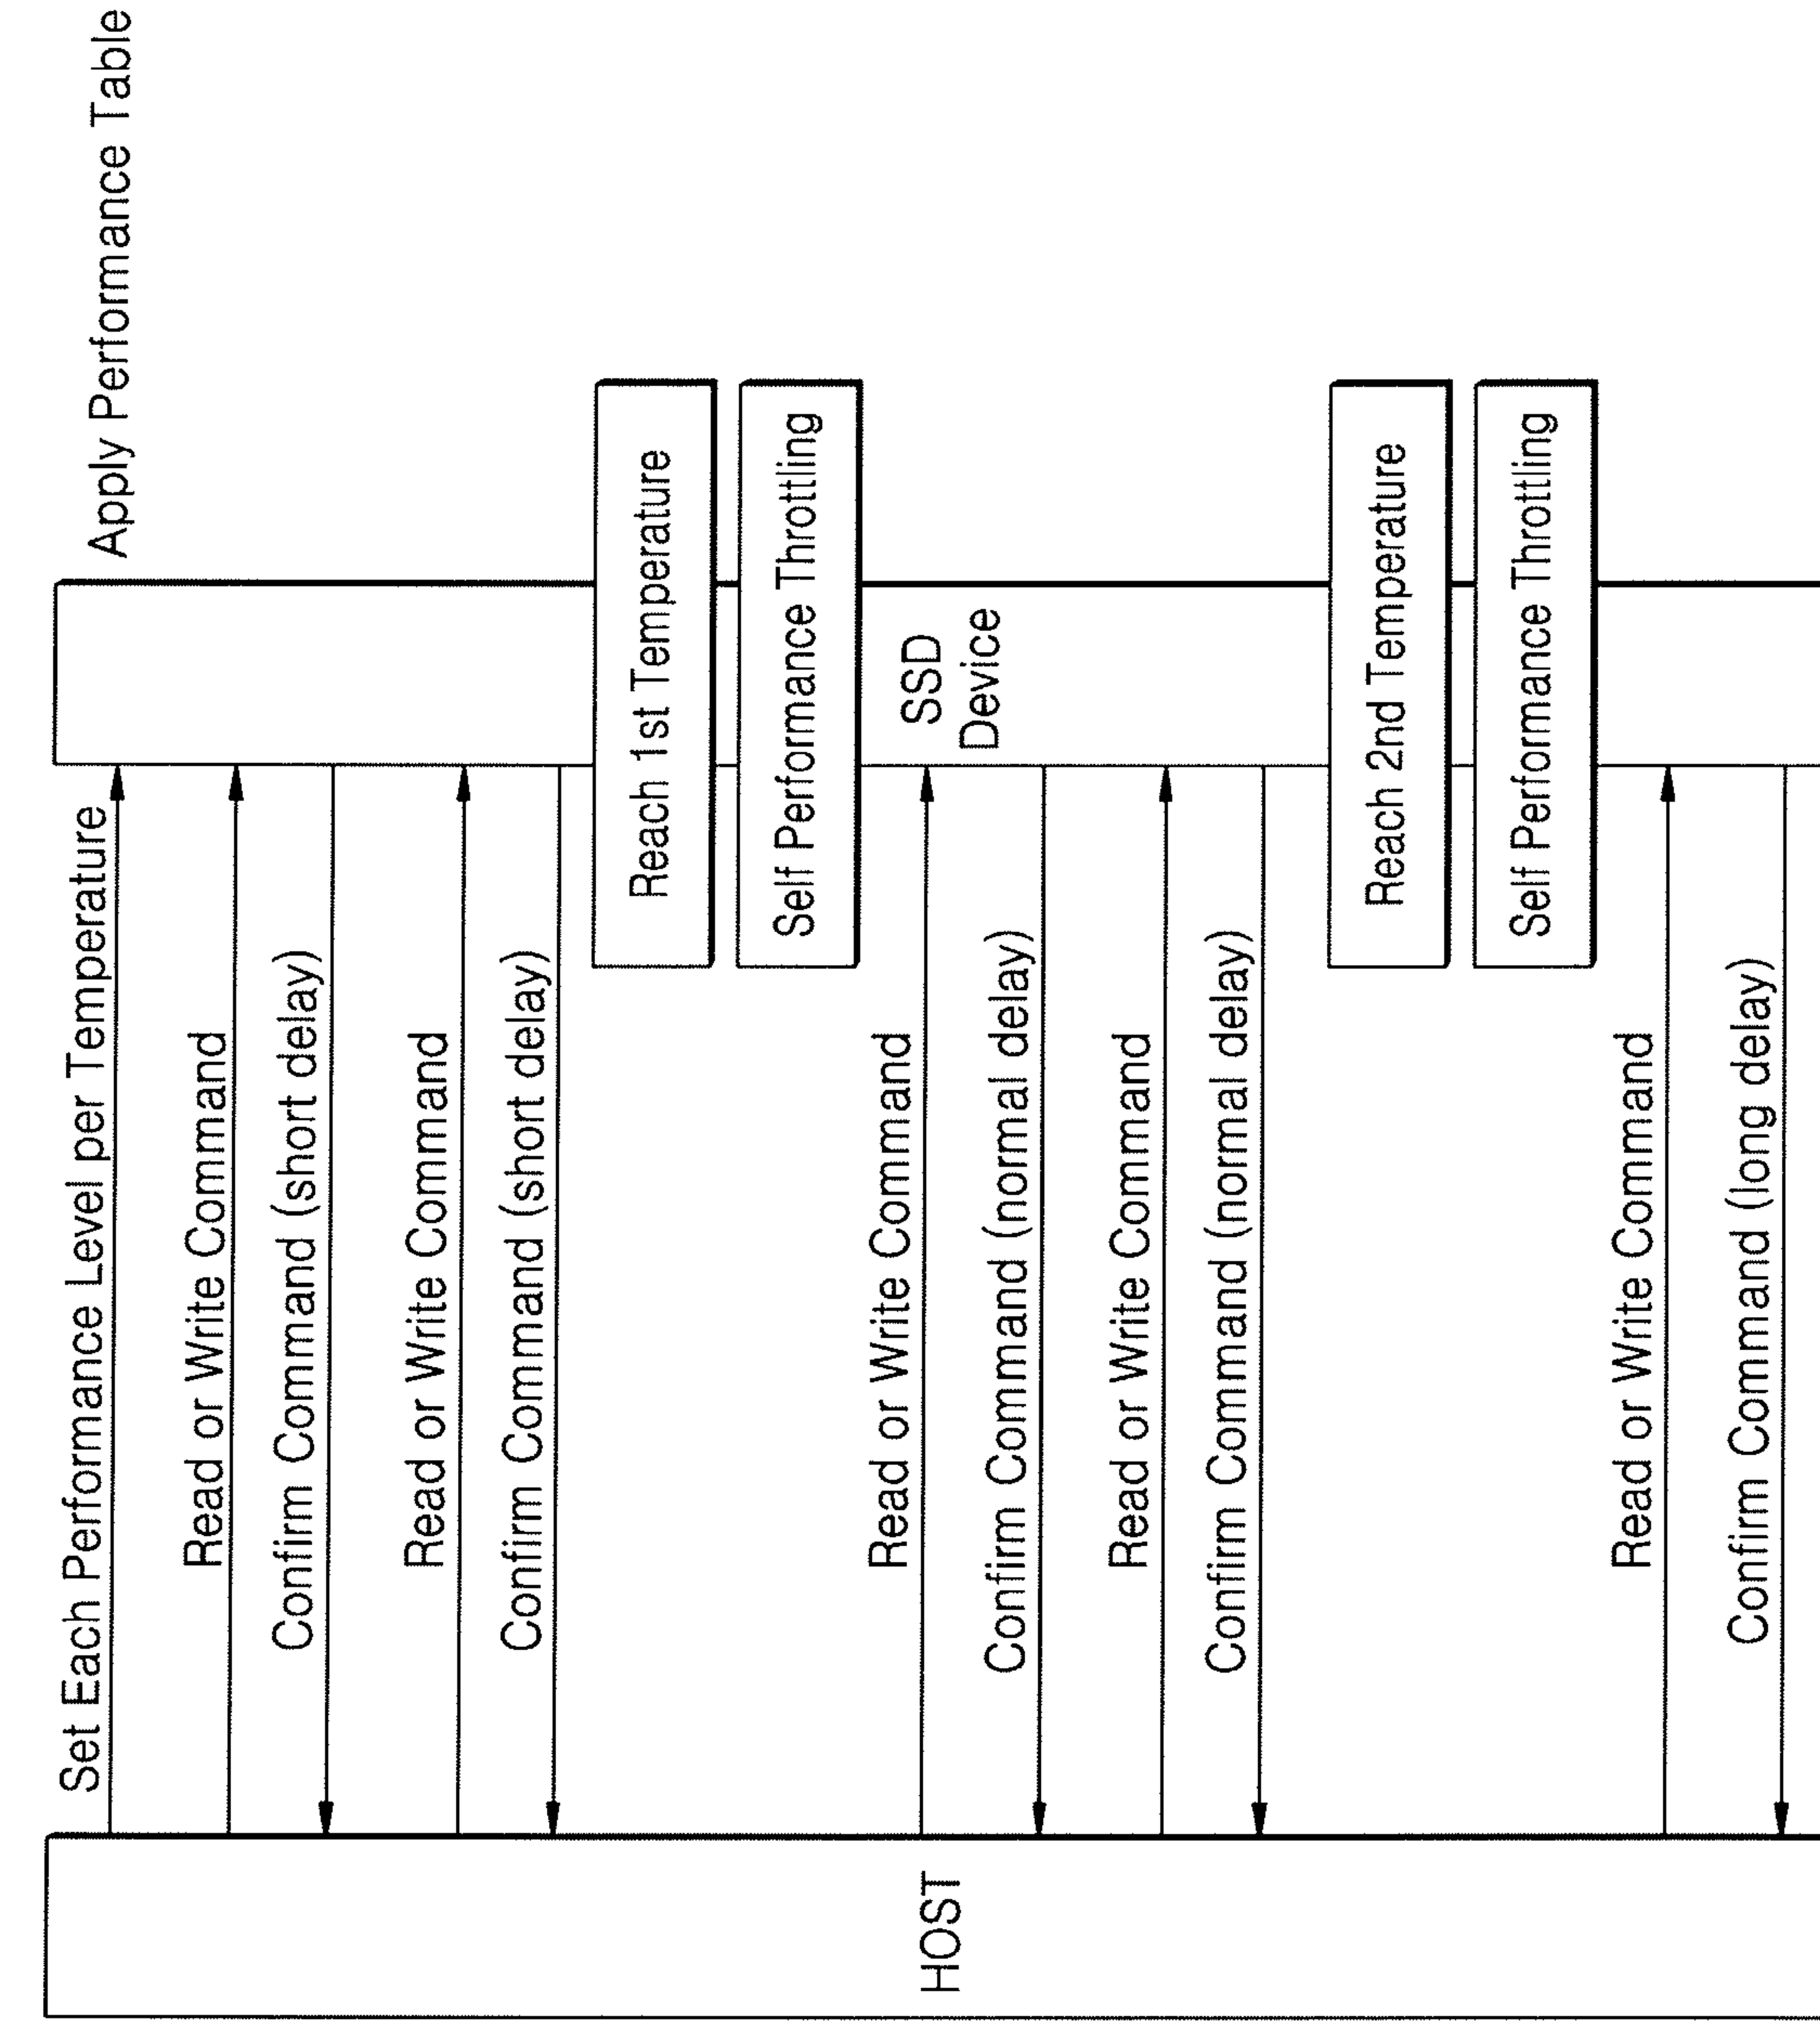 Set Each Performance Level per Temperature
Apply Performance Table
Read or Write Command
Confirm Command (short delay)
Read or Write Command
Confirm Command (short delay)
Reach 1st Temperature
Self Performance Throttling
HOST
SSD
Device
Read or Write Command
Confirm Command (normal delay)
Read or Write Command
Confirm Command (normal delay)
Reach 2nd Temperature
Self Performance Throttling
Read or Write Command
Confirm Command (long delay)